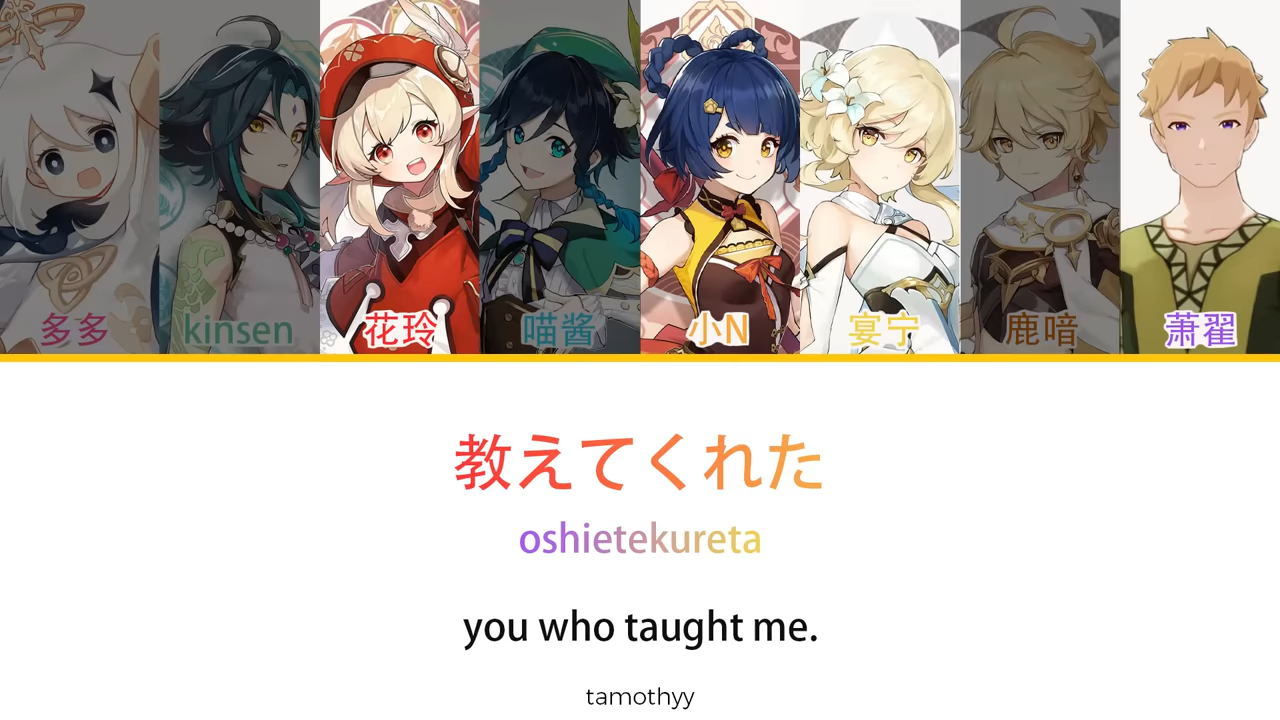 多多 kinsen 花玲 喵酱 小N 宴宁 鹿喑 萧翟
教えてくれた
oshietekureta
you who taught me.
tamothyy